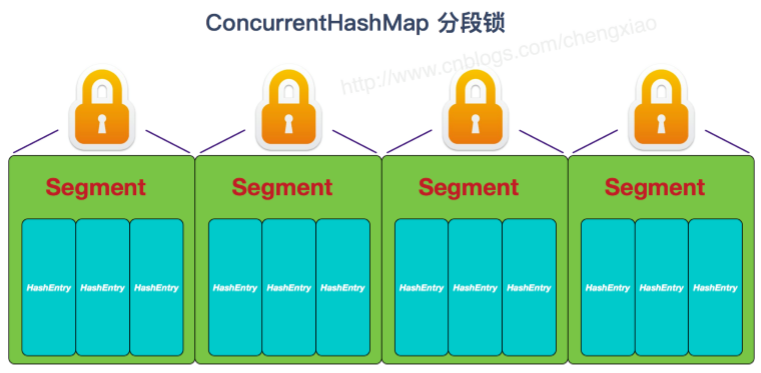 ConcurrentHashMap 分段锁
http://www.cnblogs.com/chengxiao
Segment Segment Segment Segment
HashEntry HashEntry HashEntry HashEntry HashEntry HashEntry HashEntry HashEntry HashEntry HashEntry HashEntry HashEntry